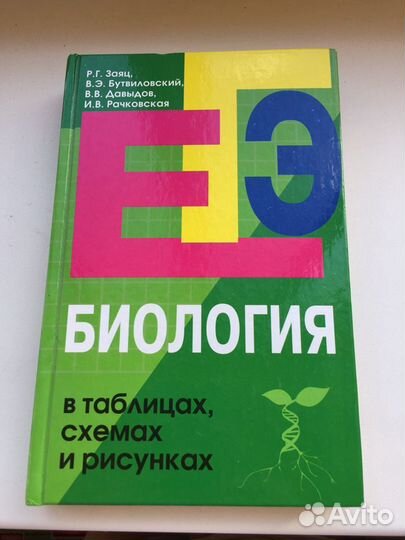 Р.Г. Заяц,
В.Э. Бутвиловский,
В.В. Давыдов,
И.В. Рачковская
ЕГЭ
БИОЛОГИЯ
в таблицах,
схемах
и рисунках
Avito